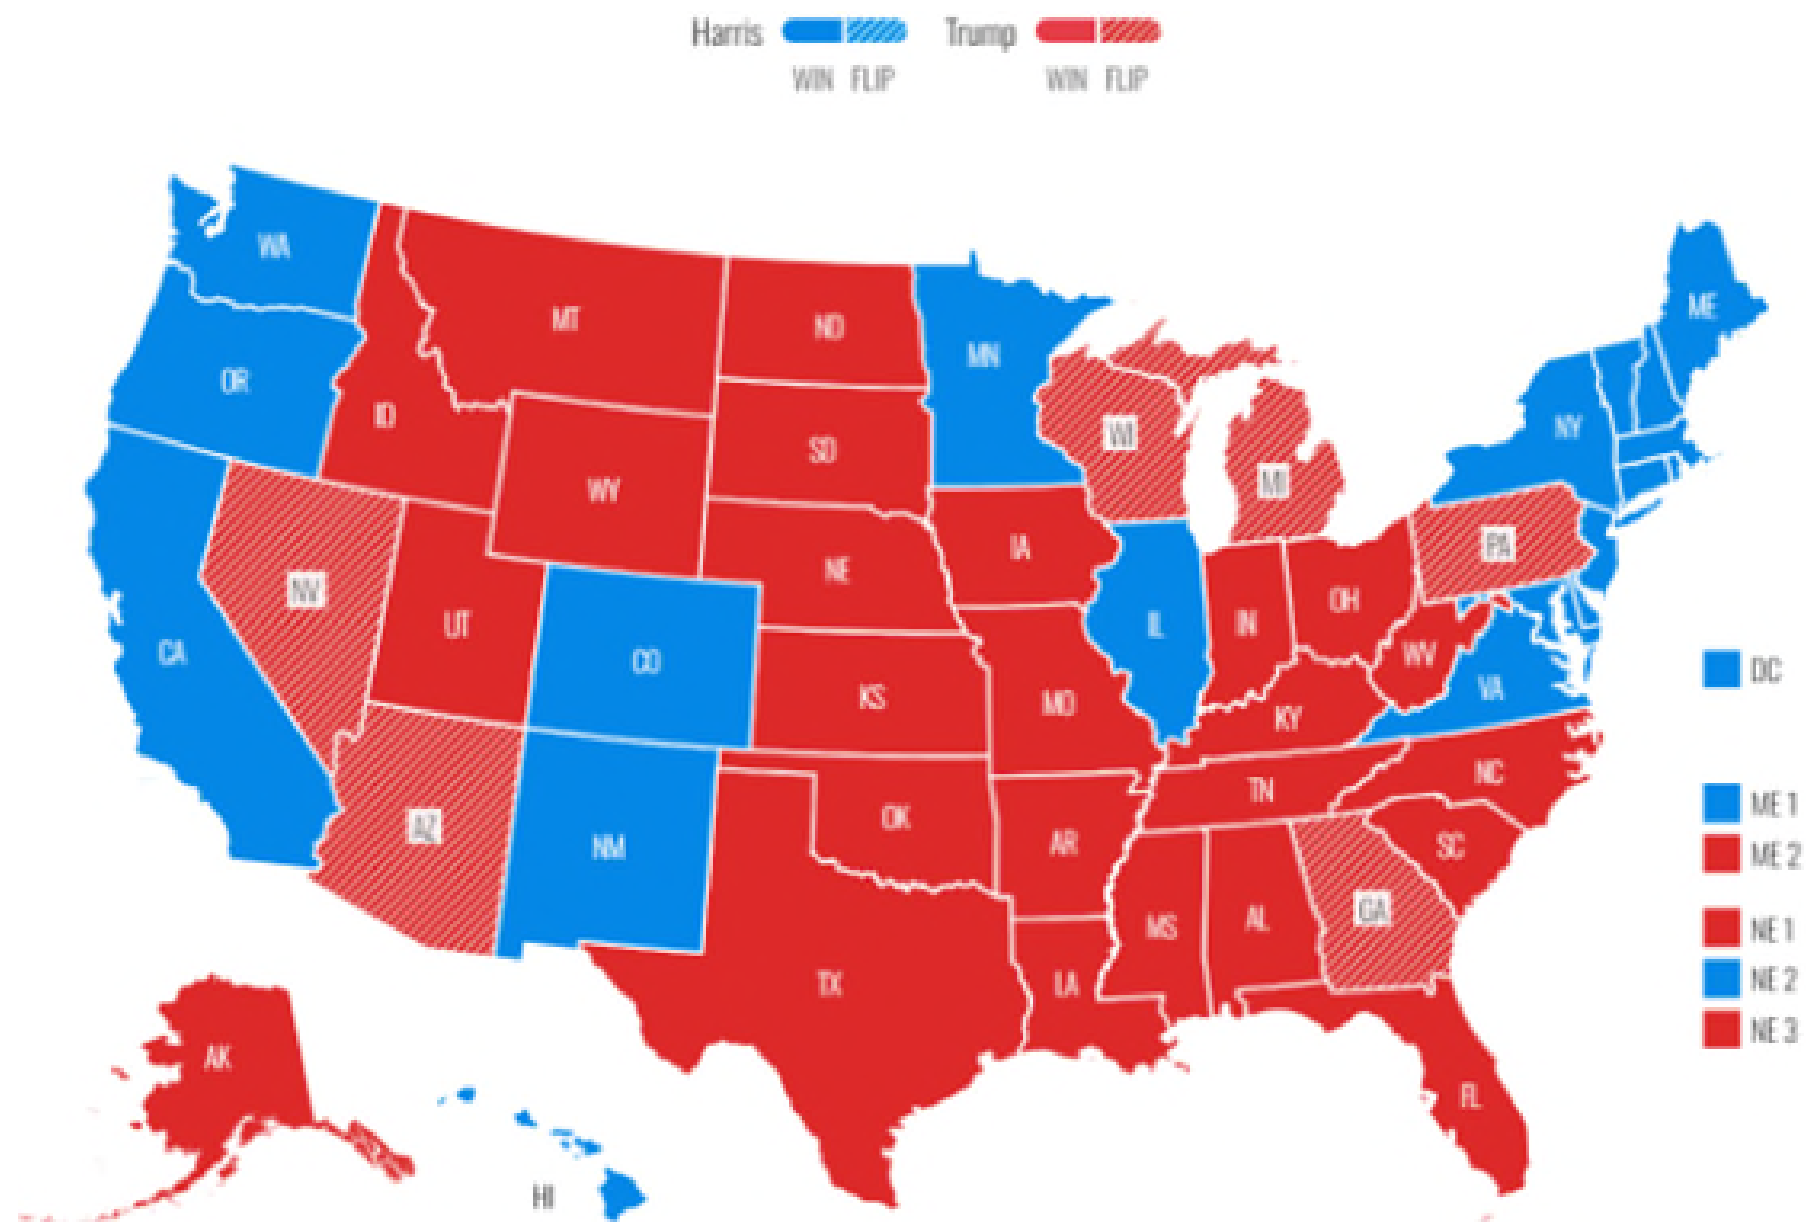 Harris Trump
WIN FLIP WIN FLIP
WA
MT
ND
ME
MN
OR
ID
NY
WI
SD
MI
WY
IA
PA
NE
NV
OH
UT
IN
IL
CA
CO
WV
DC
VA
KS
MO
KY
NC
TN
ME 1
OK
AZ
AR
NM
SC
ME 2
GA
AL
MS
NE 1
TX
LA
NE 2
NE 3
AK
FL
HI